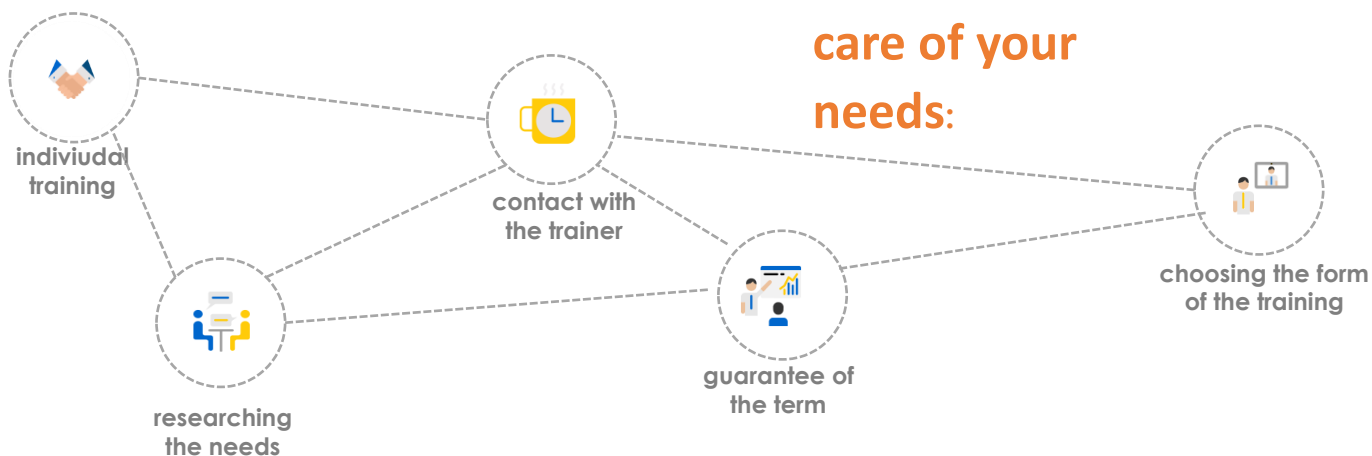 care of your
needs:
indiviudal
training
contact with
the trainer
choosing the form
of the training
guarantee of
the term
researching
the needs